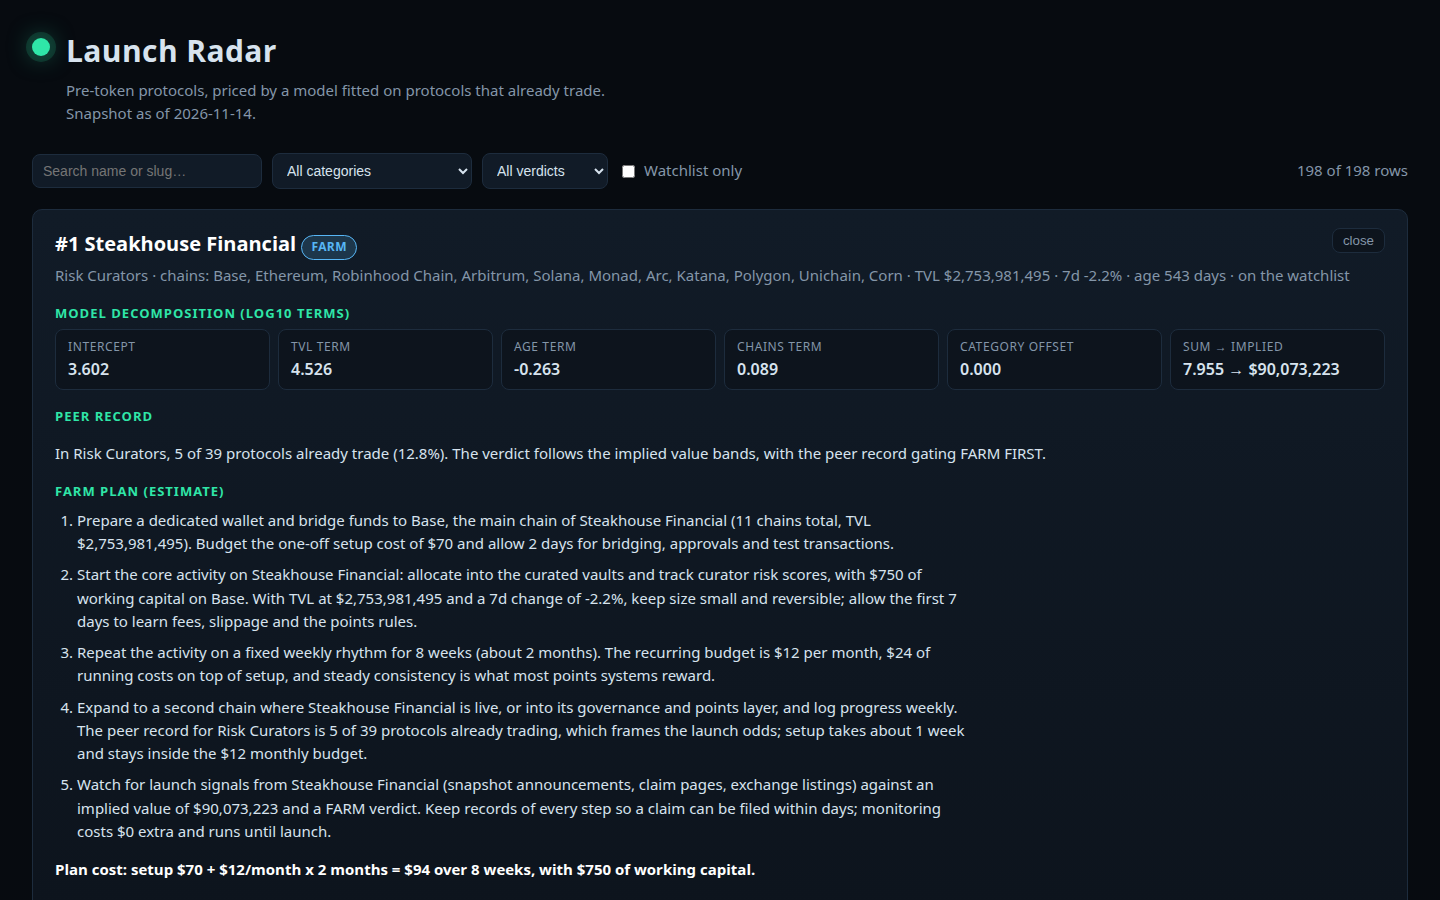 Launch Radar
Pre-token protocols, priced by a model fitted on protocols that already trade.
Snapshot as of 2026-11-14.
Search name or slug…
All categories
All verdicts
Watchlist only
198 of 198 rows
#1 Steakhouse Financial FARM
close
Risk Curators · chains: Base, Ethereum, Robinhood Chain, Arbitrum, Solana, Monad, Arc, Katana, Polygon, Unichain, Corn · TVL $2,753,981,495 · 7d -2.2% · age 543 days · on the watchlist
MODEL DECOMPOSITION (LOG10 TERMS)
INTERCEPT
3.602
TVL TERM
4.526
AGE TERM
-0.263
CHAINS TERM
0.089
CATEGORY OFFSET
0.000
SUM → IMPLIED
7.955 → $90,073,223
PEER RECORD
In Risk Curators, 5 of 39 protocols already trade (12.8%). The verdict follows the implied value bands, with the peer record gating FARM FIRST.
FARM PLAN (ESTIMATE)
1. Prepare a dedicated wallet and bridge funds to Base, the main chain of Steakhouse Financial (11 chains total, TVL
$2,753,981,495). Budget the one-off setup cost of $70 and allow 2 days for bridging, approvals and test transactions.
2. Start the core activity on Steakhouse Financial: allocate into the curated vaults and track curator risk scores, with $750 of
working capital on Base. With TVL at $2,753,981,495 and a 7d change of -2.2%, keep size small and reversible; allow the first 7
days to learn fees, slippage and the points rules.
3. Repeat the activity on a fixed weekly rhythm for 8 weeks (about 2 months). The recurring budget is $12 per month, $24 of
running costs on top of setup, and steady consistency is what most points systems reward.
4. Expand to a second chain where Steakhouse Financial is live, or into its governance and points layer, and log progress weekly.
The peer record for Risk Curators is 5 of 39 protocols already trading, which frames the launch odds; setup takes about 1 week
and stays inside the $12 monthly budget.
5. Watch for launch signals from Steakhouse Financial (snapshot announcements, claim pages, exchange listings) against an
implied value of $90,073,223 and a FARM verdict. Keep records of every step so a claim can be filed within days; monitoring
costs $0 extra and runs until launch.
Plan cost: setup $70 + $12/month x 2 months = $94 over 8 weeks, with $750 of working capital.